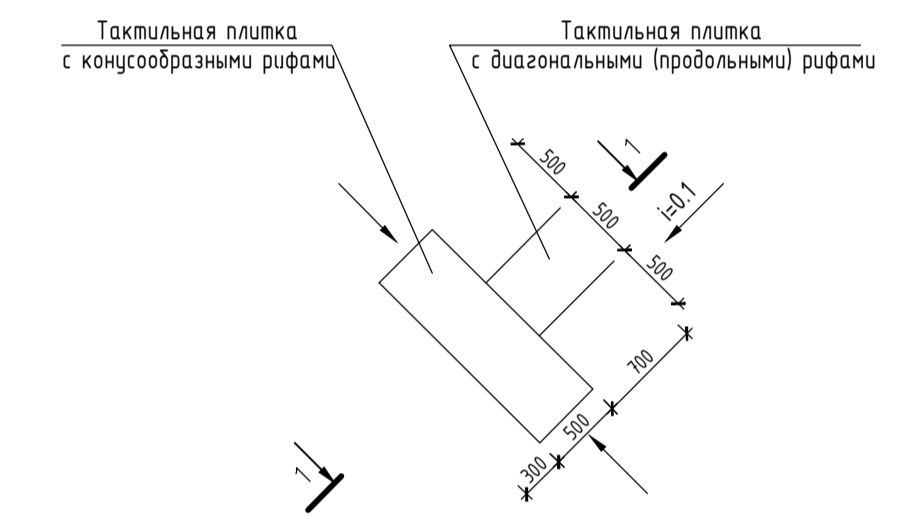 Тактильная плитка
с конусообразными рифами
Тактильная плитка
с диагональными (продольными) рифами
1
500
500
i=0.1
500
700
500
300
1